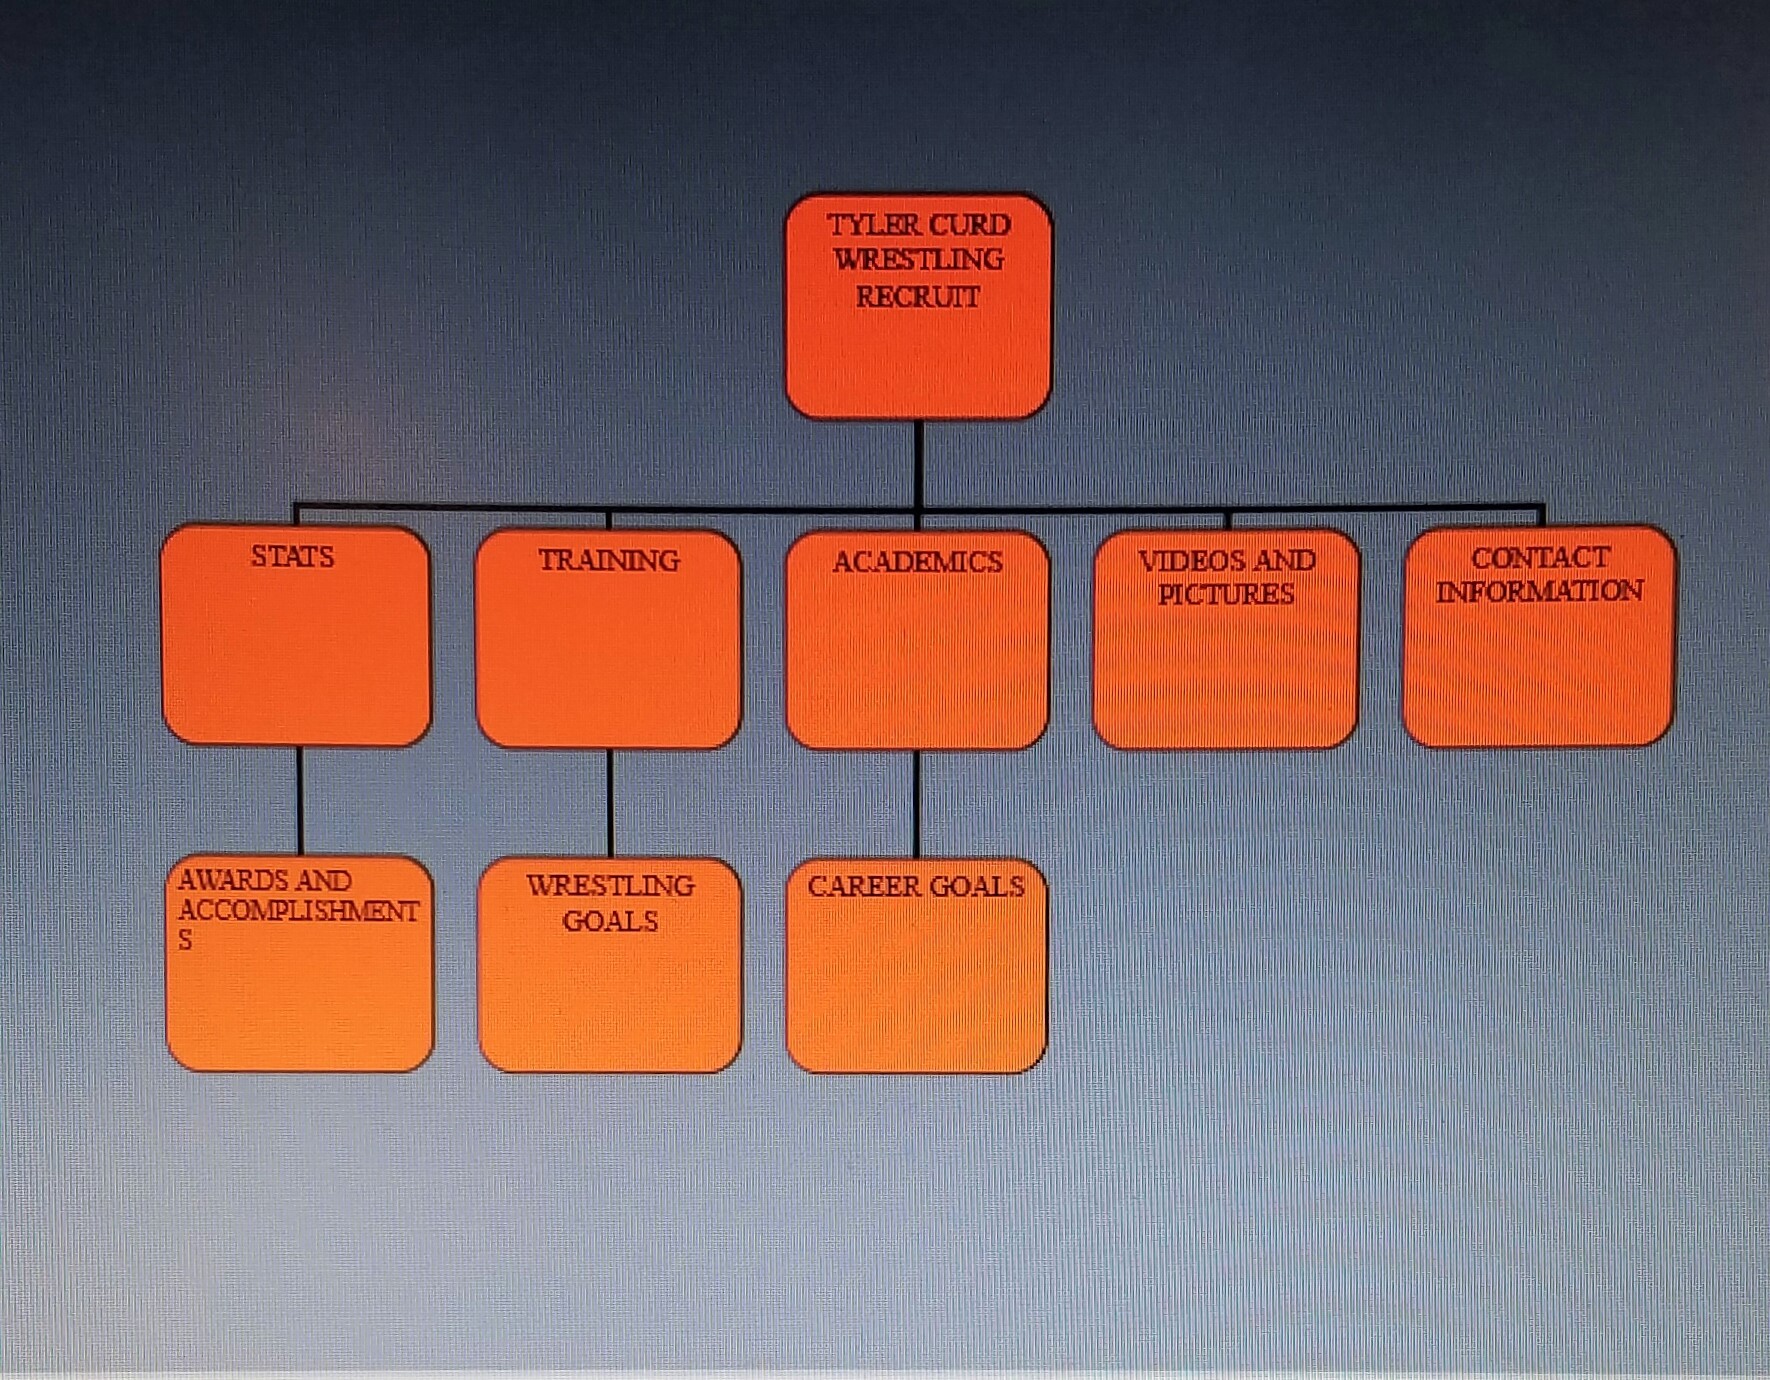 TYLER CURD
WRESTLING
RECRUIT
STATS
TRAINING
ACADEMICS
VIDEOS AND
PICTURES
CONTACT
INFORMATION
AWARDS AND
ACCOMPLISHMENT
S
WRESTLING
GOALS
CAREER GOALS